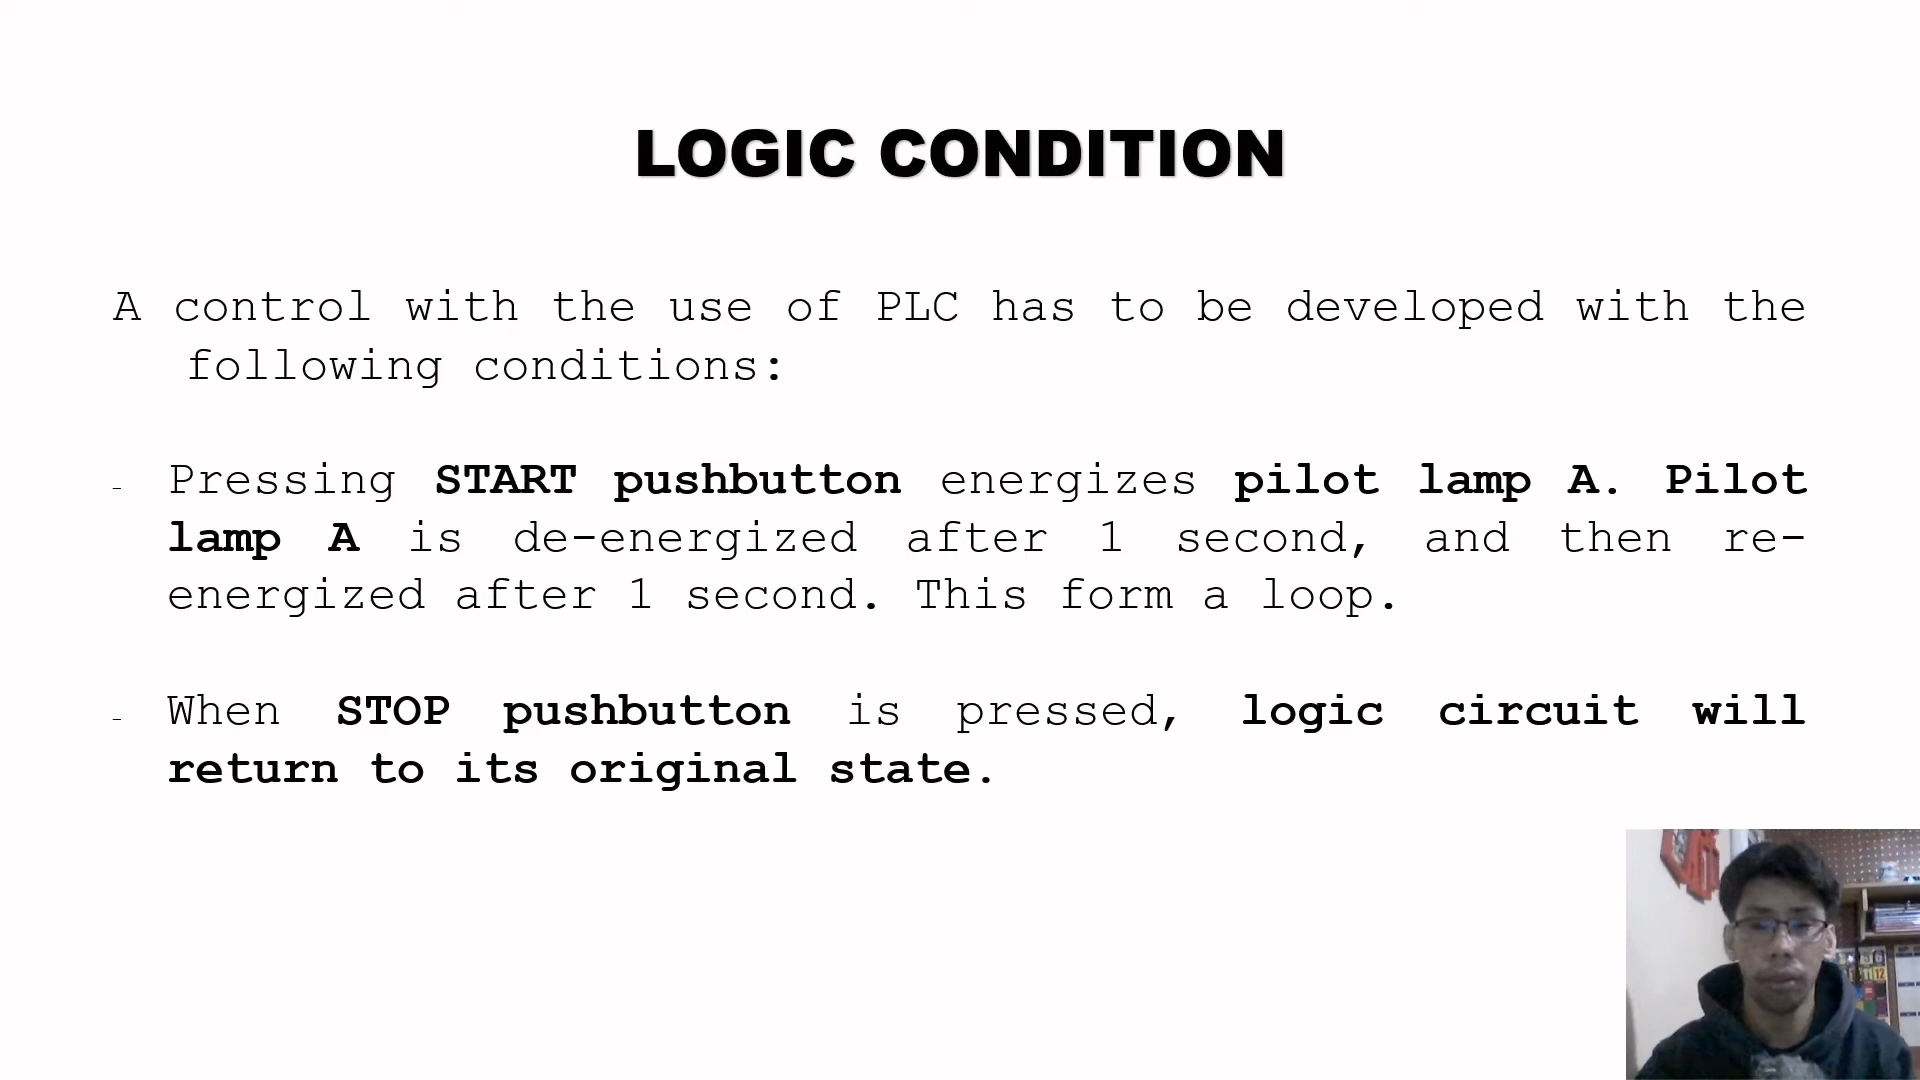 LOGIC CONDITION
A control with the use of PLC has to be developed with the
following conditions:
- Pressing START pushbutton energizes pilot lamp A. Pilot
lamp A is de-energized after 1 second, and then re-
energized after 1 second. This form a loop.
- When STOP pushbutton is pressed, logic circuit will
return to its original state.